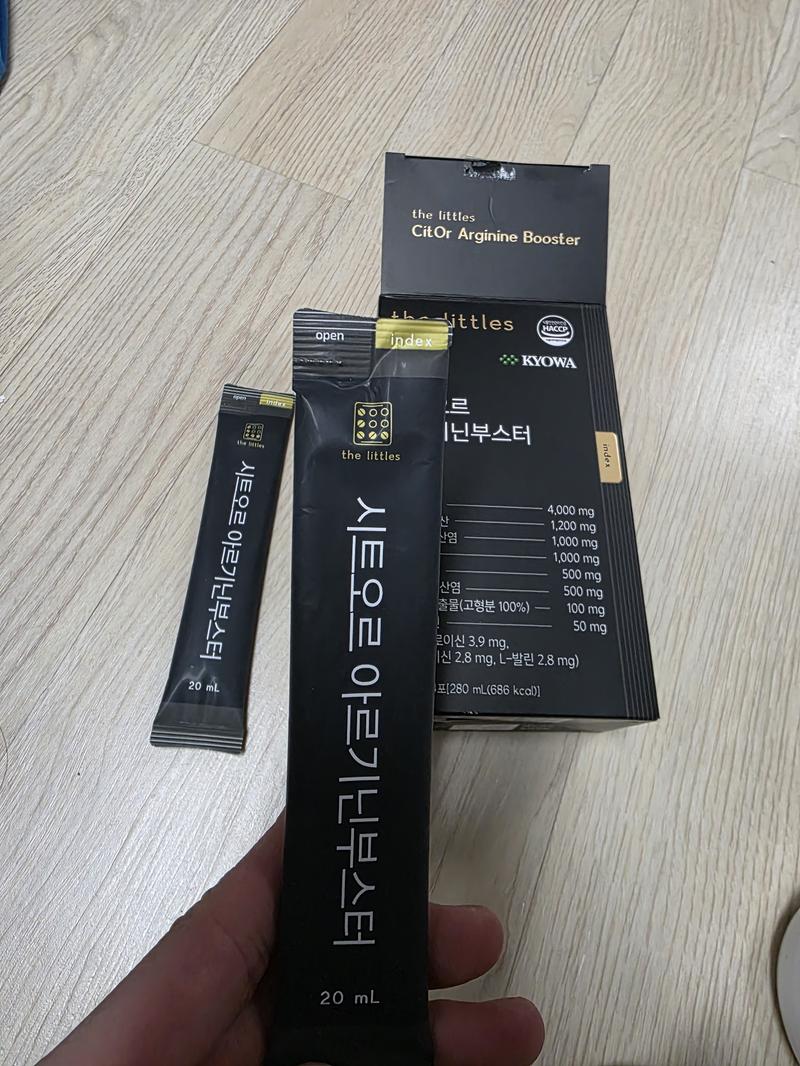 the littles
CitOr Arginine Booster
the littles
HACCP
KYOWA
오르
닌부스터
index
4,000 mg
산 1,200 mg
산염 1,000 mg
1,000 mg
500 mg
산염 500 mg
출물(고형분 100%) 100 mg
50 mg
로이신 3.9 mg,
이신 2.8 mg, L-발린 2.8 mg)
포[280 mL(686 kcal)]
open
index
the littles
시트오르 아르기닌부스터
20 mL
open
index
the littles
시트오르 아르기닌부스터
20 mL